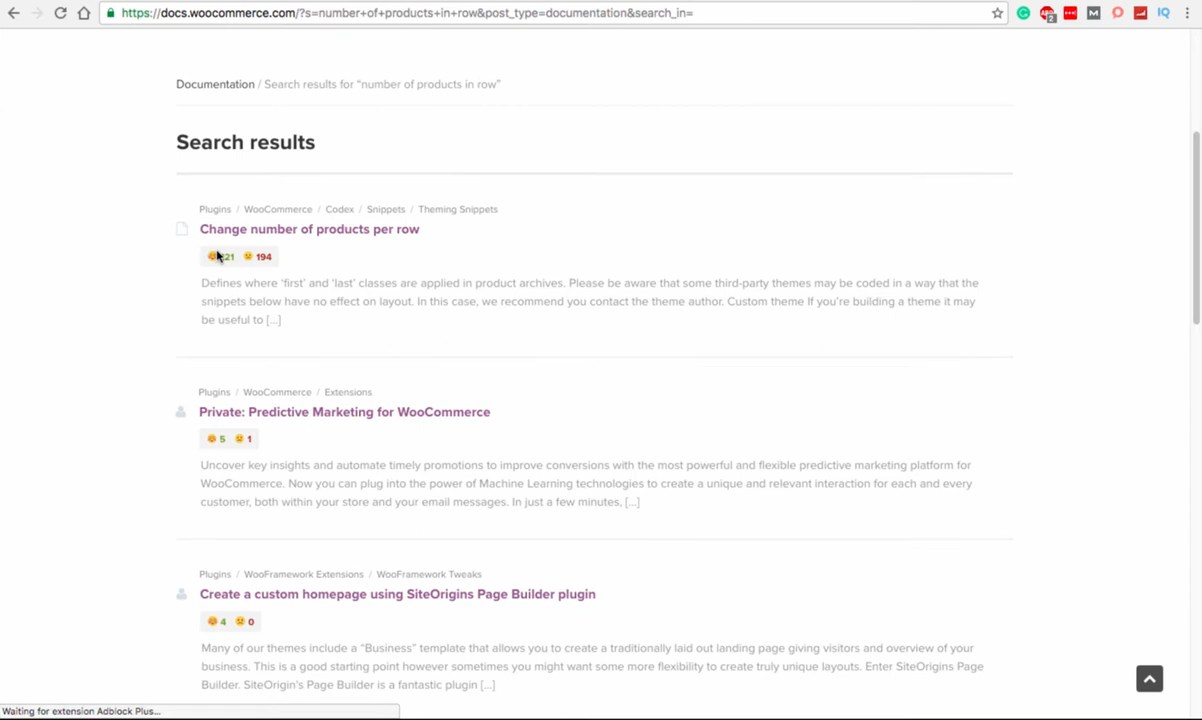 https://docs.woocommerce.com/?s=number+of+products+in+row&post_type=documentation&search_in=
2
M
IQ
Documentation / Search results for “number of products in row”
Search results
Plugins / WooCommerce / Codex / Snippets / Theming Snippets
Change number of products per row
194
Defines where ‘first’ and ‘last’ classes are applied in product archives. Please be aware that some third-party themes may be coded in a way that the
snippets below have no effect on layout. In this case, we recommend you contact the theme author. Custom theme If you’re building a theme it may
be useful to [...]
Plugins / WooCommerce / Extensions
Private: Predictive Marketing for WooCommerce
5 1
Uncover key insights and automate timely promotions to improve conversions with the most powerful and flexible predictive marketing platform for
WooCommerce. Now you can plug into the power of Machine Learning technologies to create a unique and relevant interaction for each and every
customer, both within your store and your email messages. In just a few minutes, [...]
Plugins / WooFramework Extensions / WooFramework Tweaks
Create a custom homepage using SiteOrigins Page Builder plugin
4 0
Many of our themes include a “Business” template that allows you to create a traditionally laid out landing page giving visitors and overview of your
business. This is a good starting point however sometimes you might want some more flexibility to create truly unique layouts. Enter SiteOrigins Page
Builder. SiteOrigin’s Page Builder is a fantastic plugin [...]
Waiting for extension Adblock Plus...